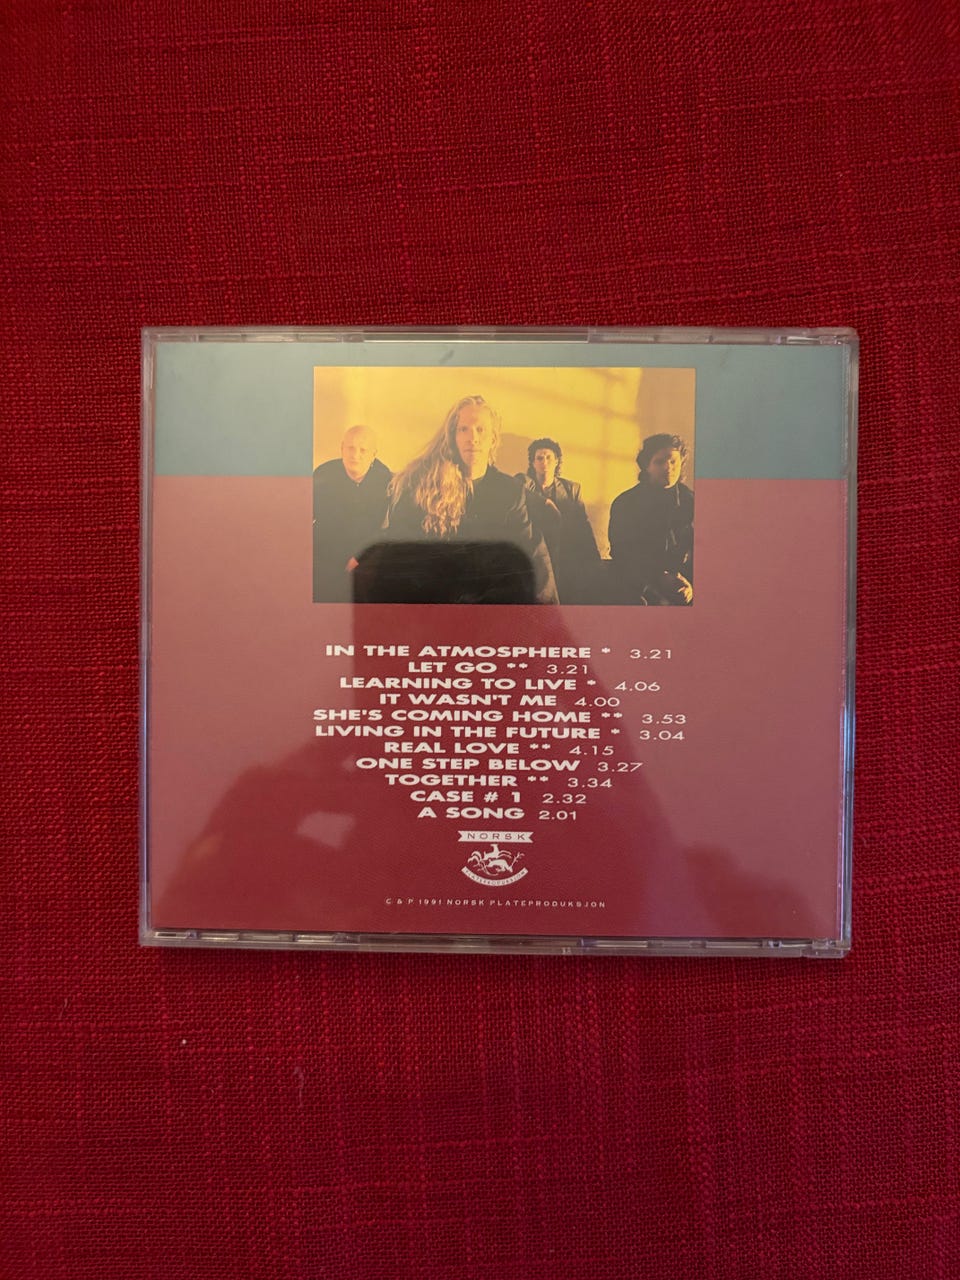 IN THE ATMOSPHERE * 3.21
LET GO ** 3.21
LEARNING TO LIVE * 4.06
IT WASN'T ME 4.00
SHE'S COMING HOME ** 3.53
LIVING IN THE FUTURE * 3.04
REAL LOVE ** 4.15
ONE STEP BELOW 3.27
TOGETHER ** 3.34
CASE # 1 2.32
A SONG 2.01
NORSK
PLATEPRODUKSJON
C & P 1991 NORSK PLATEPRODUKSJON